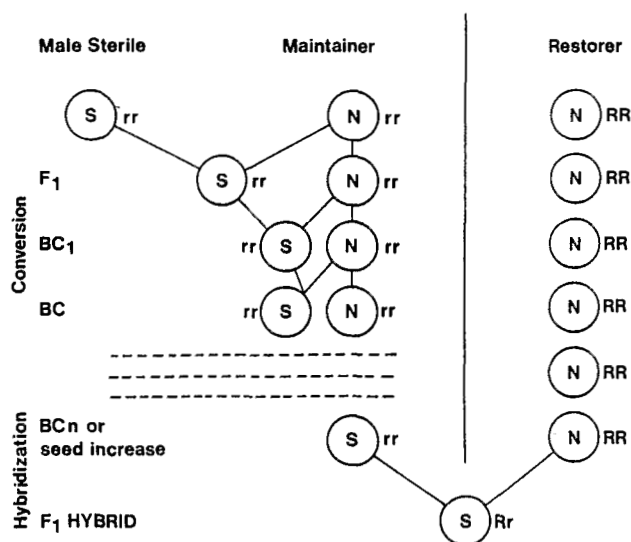 Male Sterile Maintainer Restorer
S rr N rr N RR
F1 S rr N rr N RR
BC1 rr S N rr N RR
BC rr S N rr N RR
N RR
BCn or
seed increase S rr N RR
F1 HYBRID S Rr
Conversion
Hybridization